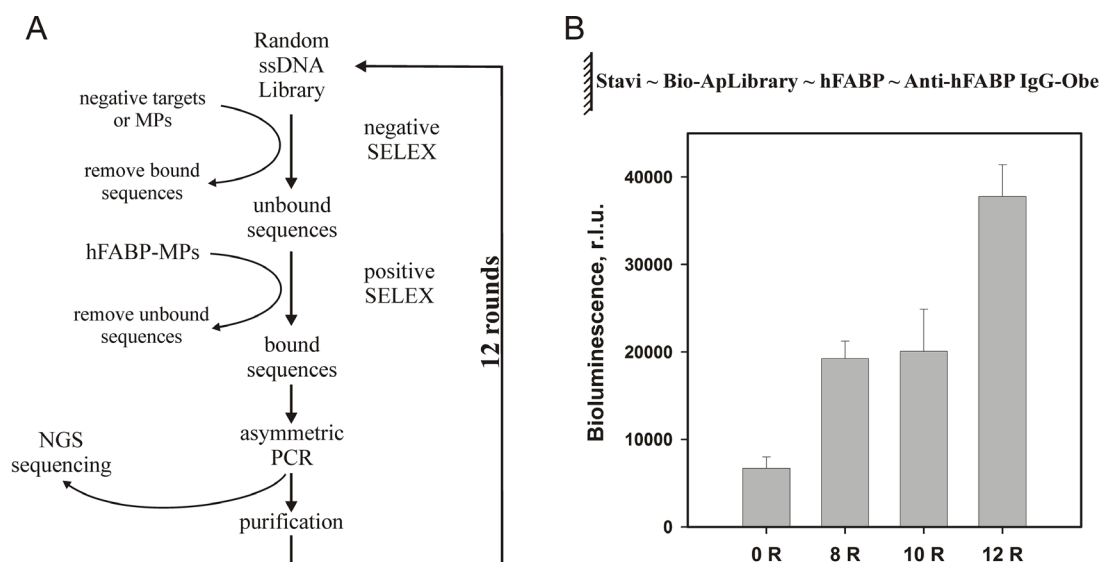 A
Random
ssDNA
Library
negative targets
or MPs
negative
SELEX
remove bound
sequences
unbound
sequences
hFABP-MPs
positive
SELEX
remove unbound
sequences
bound
sequences
12 rounds
asymmetric
PCR
NGS
sequencing
purification
B
Stavi ~ Bio-ApLibrary ~ hFABP ~ Anti-hFABP IgG-Obe
Bioluminescence, r.l.u.
40000
30000
20000
10000
0
0 R 8 R 10 R 12 R